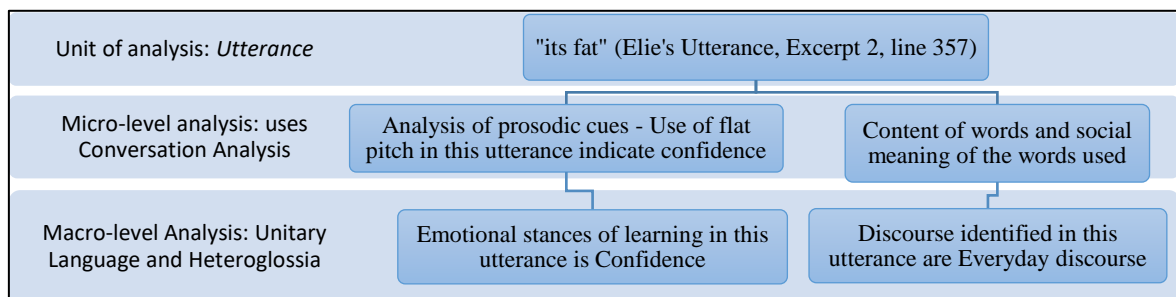 Unit of analysis: Utterance
"its fat" (Elie's Utterance, Excerpt 2, line 357)
Micro-level analysis: uses
Conversation Analysis
Analysis of prosodic cues - Use of flat
pitch in this utterance indicate confidence
Content of words and social
meaning of the words used
Macro-level Analysis: Unitary
Language and Heteroglossia
Emotional stances of learning in this
utterance is Confidence
Discourse identified in this
utterance are Everyday discourse